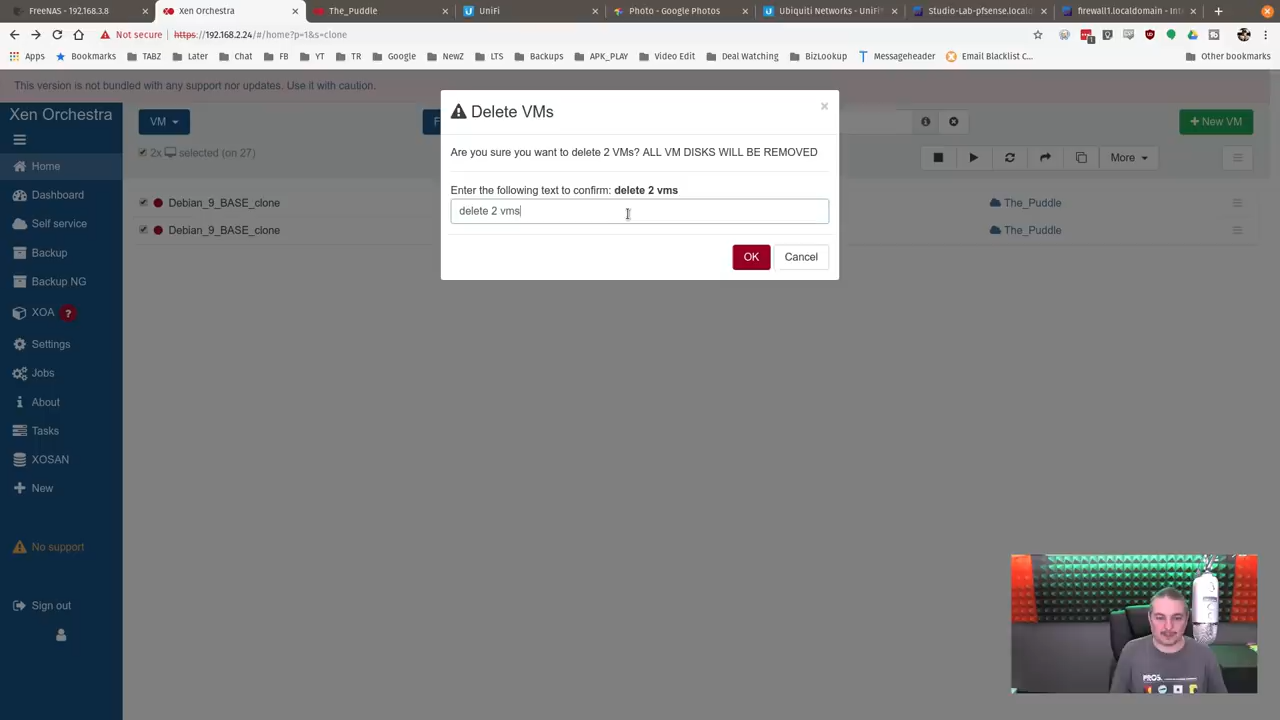 FreeNAS - 192.168.3.8
Xen Orchestra
The_Puddle
UniFi
Photo - Google Photos
Ubiquiti Networks - UniF
Studio-Lab-pfsense.local
firewall1.localdomain - Int
Not secure
https://192.168.2.24/#/home?p=1&s=clone
Apps
Bookmarks
TABZ
Later
Chat
FB
YT
TR
Google
NewZ
LTS
Backups
APK_PLAY
Video Edit
Deal Watching
BizLookup
Messageheader
Email Blacklist C...
Other bookmarks
This version is not bundled with any support nor updates. Use it with caution.
Xen Orchestra
VM
F
New VM
2x selected (on 27)
More
Home
Dashboard
Self service
Backup
Backup NG
XOA ?
Settings
Jobs
About
Tasks
XOSAN
New
No support
Sign out
Debian_9_BASE_clone
The_Puddle
Debian_9_BASE_clone
The_Puddle
Delete VMs
Are you sure you want to delete 2 VMs? ALL VM DISKS WILL BE REMOVED
Enter the following text to confirm: delete 2 vms
delete 2 vms
OK
Cancel